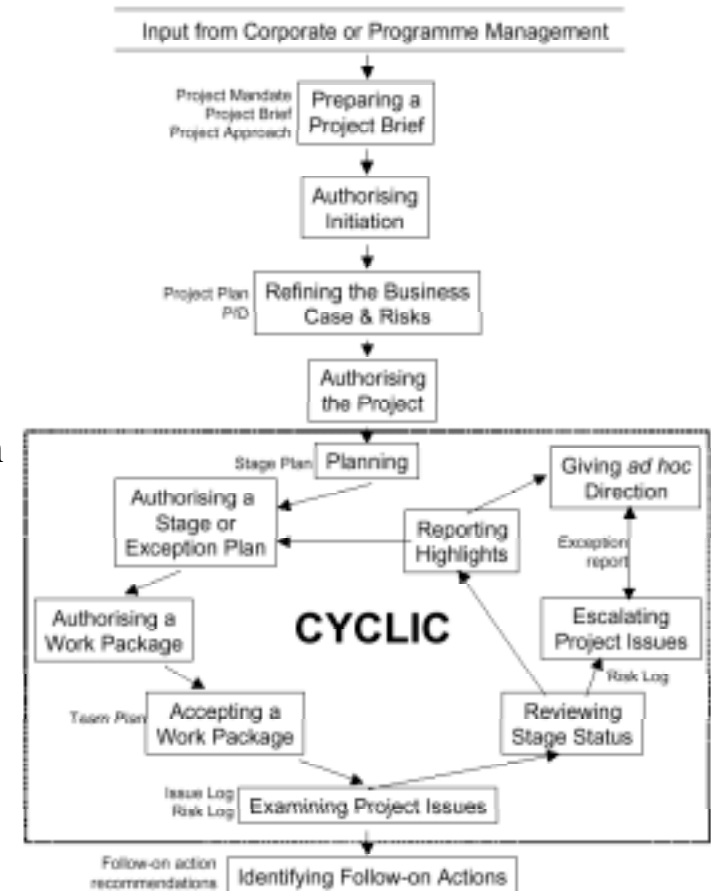 Input from Corporate or Programme Management
Project Mandate
Project Brief
Project Approach
Preparing a
Project Brief
Authorising
Initiation
Project Plan
PID
Refining the Business
Case & Risks
Authorising
the Project
Stage Plan
Planning
Giving ad hoc
Direction
Authorising a
Stage or
Exception Plan
Reporting
Highlights
Exception
report
Authorising a
Work Package
CYCLIC
Escalating
Project Issues
Risk Log
Team Plan
Accepting a
Work Package
Reviewing
Stage Status
Issue Log
Risk Log
Examining Project Issues
Follow-on action
recommendations
Identifying Follow-on Actions